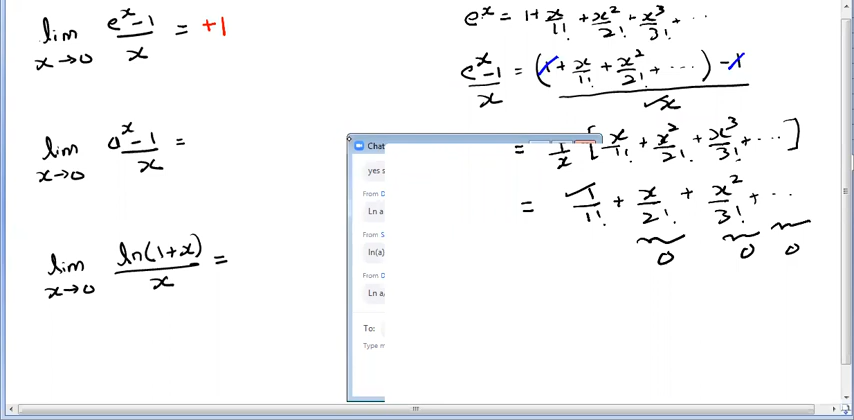 lim x→0 (e^x − 1)/x = +1
lim x→0 (a^x − 1)/x =
lim x→0 ln(1+x)/x =
e^x = 1 + x/1! + x²/2! + x³/3! + ...
(e^x − 1)/x = (1 + x/1! + x²/2! + ...) − 1 / x
= 1/x [x/1! + x²/2! + x³/3! + ...]
= 1/1! + x/2! + x²/3! + ...
0 0 0
Chat
yes s
From D
Ln a
From S
ln(a)
From D
Ln a/
To:
Type m